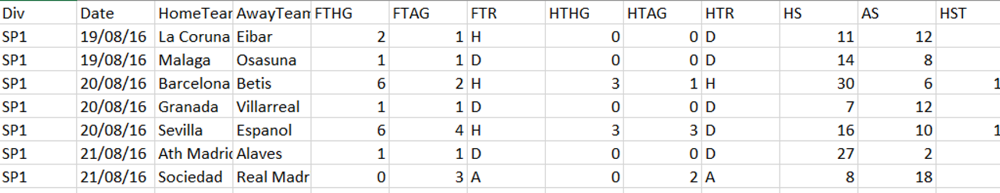 Div Date HomeTear AwayTeam FTHG FTAG FTR HTHG HTAG HTR HS AS HST
SP1 19/08/16 La Coruna Eibar 2 1 H 0 0 D 11 12
SP1 19/08/16 Malaga Osasuna 1 1 D 0 0 D 14 8
SP1 20/08/16 Barcelona Betis 6 2 H 3 1 H 30 6 1
SP1 20/08/16 Granada Villarreal 1 1 D 0 0 D 7 12
SP1 20/08/16 Sevilla Espanol 6 4 H 3 3 D 16 10 1
SP1 21/08/16 Ath Madric Alaves 1 1 D 0 0 D 27 2
SP1 21/08/16 Sociedad Real Madr 0 3 A 0 2 A 8 18